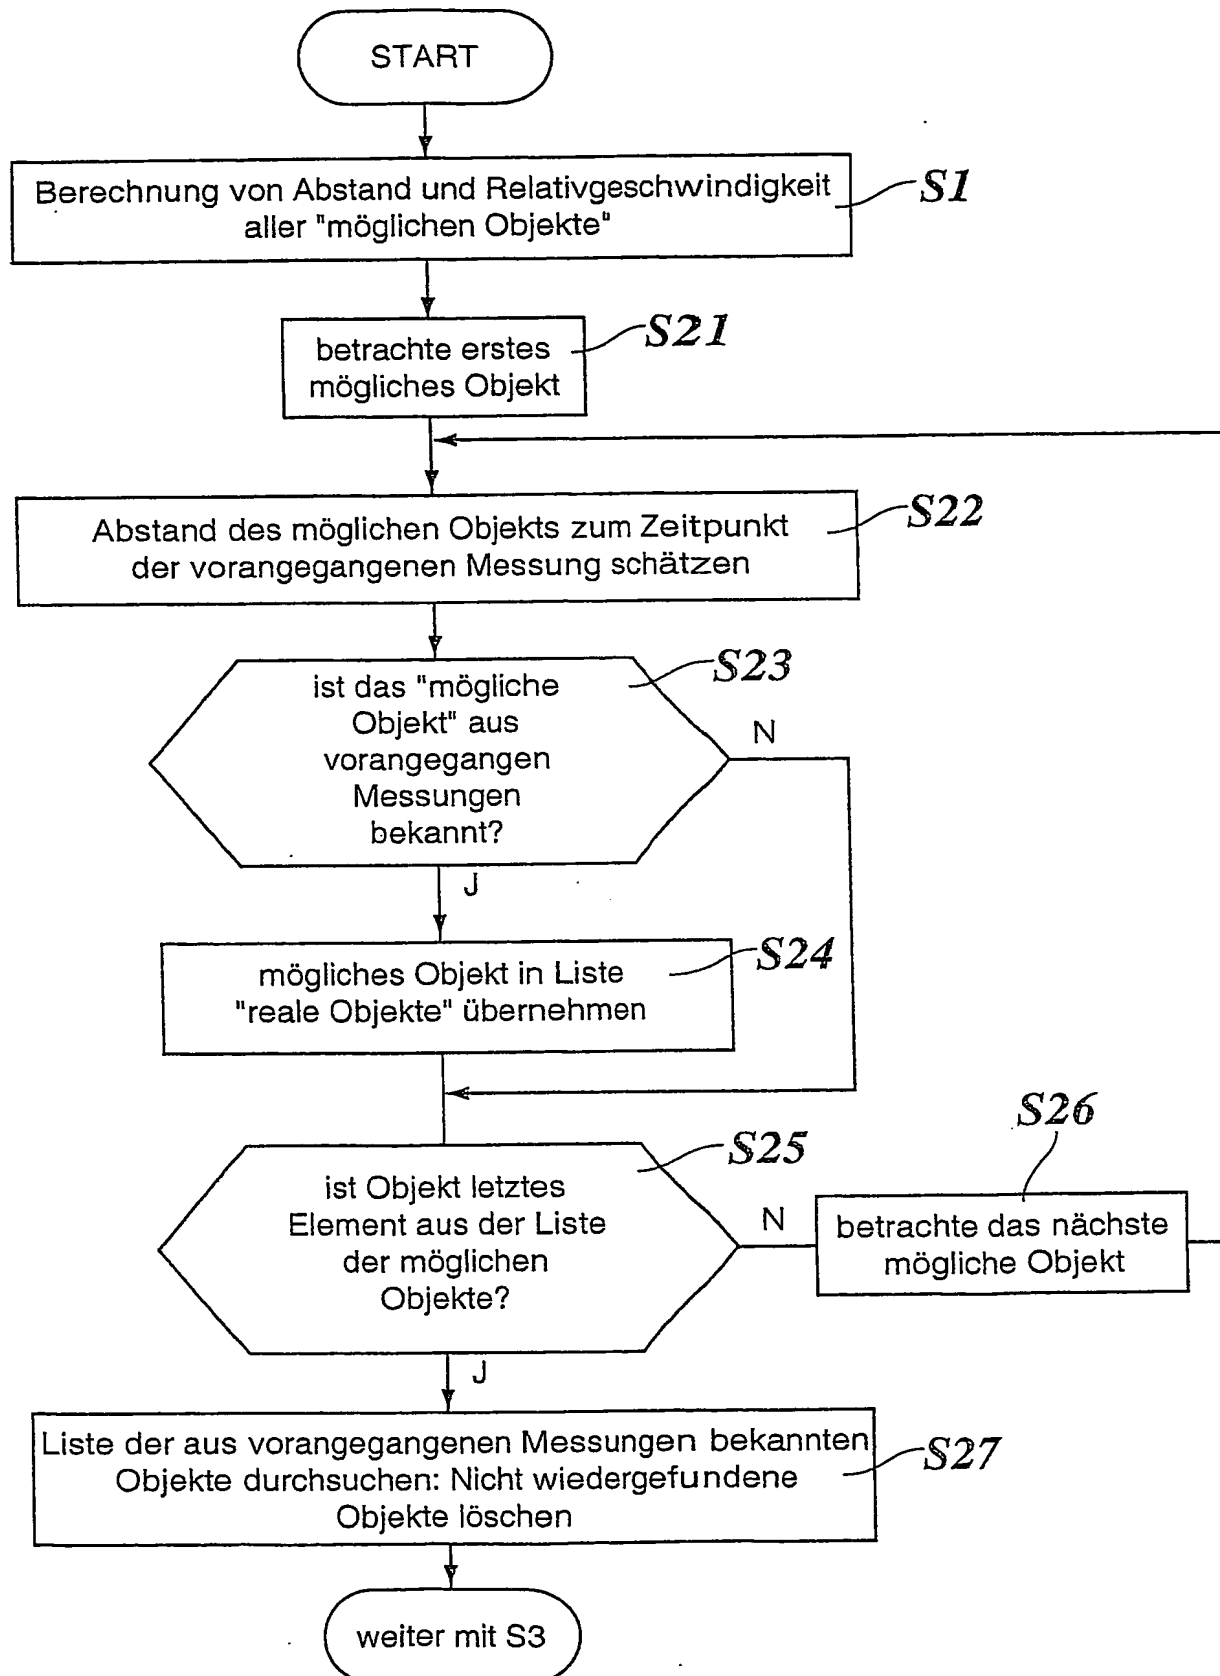 START
Berechnung von Abstand und Relativgeschwindigkeit
aller "möglichen Objekte"
S1
betrachte erstes
mögliches Objekt
S21
Abstand des möglichen Objekts zum Zeitpunkt
der vorangegangenen Messung schätzen
S22
ist das "mögliche
Objekt" aus
vorangegangen
Messungen
bekannt?
S23
N
J
mögliches Objekt in Liste
"reale Objekte" übernehmen
S24
ist Objekt letztes
Element aus der Liste
der möglichen
Objekte?
S25
N
betrachte das nächste
mögliche Objekt
S26
J
Liste der aus vorangegangenen Messungen bekannten
Objekte durchsuchen: Nicht wiedergefundene
Objekte löschen
S27
weiter mit S3